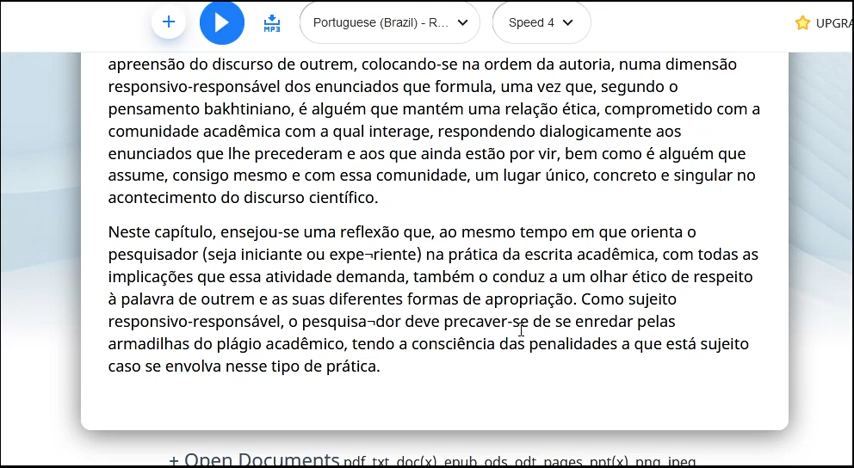 MP3
Portuguese (Brazil) - R...
Speed 4
UPGRA
apreensão do discurso de outrem, colocando-se na ordem da autoria, numa dimensão
responsivo-responsável dos enunciados que formula, uma vez que, segundo o
pensamento bakhtiniano, é alguém que mantém uma relação ética, comprometido com a
comunidade acadêmica com a qual interage, respondendo dialogicamente aos
enunciados que lhe precederam e aos que ainda estão por vir, bem como é alguém que
assume, consigo mesmo e com essa comunidade, um lugar único, concreto e singular no
acontecimento do discurso científico.
Neste capítulo, ensejou-se uma reflexão que, ao mesmo tempo em que orienta o
pesquisador (seja iniciante ou expe¬riente) na prática da escrita acadêmica, com todas as
implicações que essa atividade demanda, também o conduz a um olhar ético de respeito
à palavra de outrem e as suas diferentes formas de apropriação. Como sujeito
responsivo-responsável, o pesquisa¬dor deve precaver-se de se enredar pelas
armadilhas do plágio acadêmico, tendo a consciência das penalidades a que está sujeito
caso se envolva nesse tipo de prática.
+ Open Documents pdf, txt, doc(x), epub, ods, odt, pages, ppt(x), png, jpeg